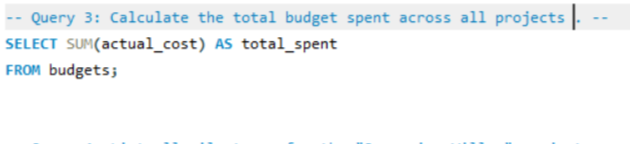 -- Query 3: Calculate the total budget spent across all projects . --
SELECT SUM(actual_cost) AS total_spent
FROM budgets;